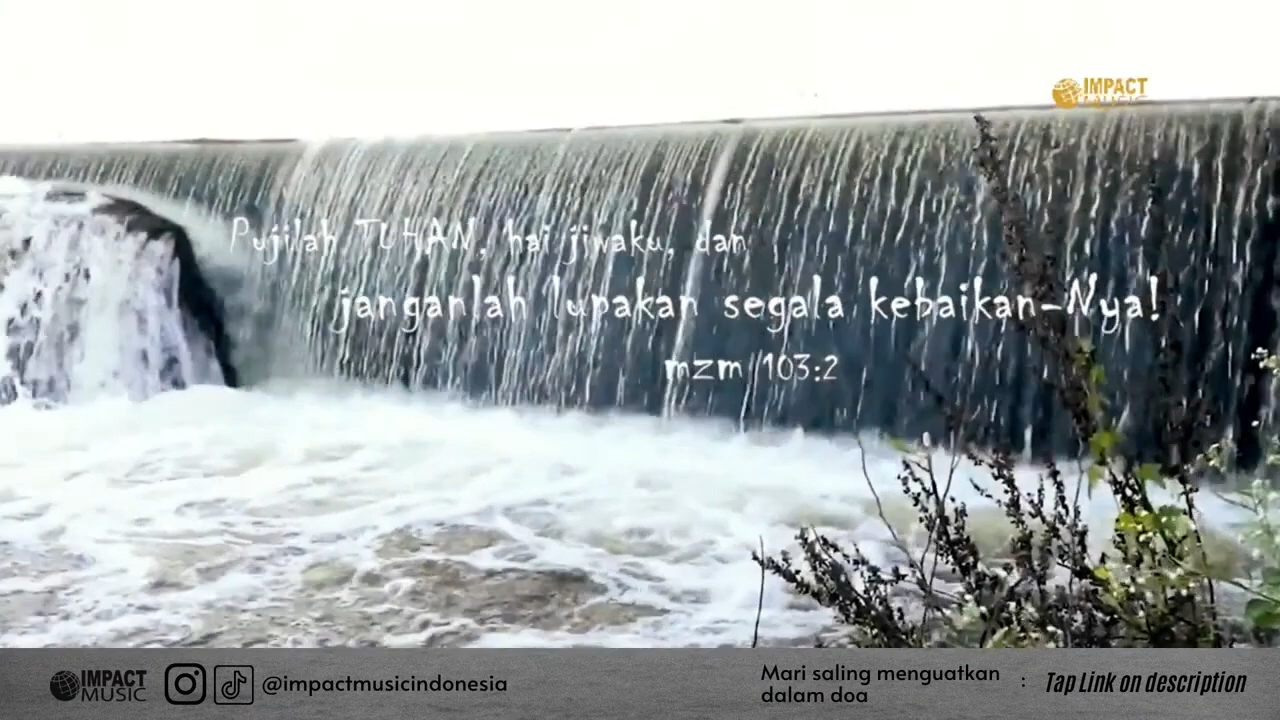 IMPACT
MUSIC
Pujilah TUHAN, hai jiwaku, dan
janganlah lupakan segala kebaikan-Nya!
mzm 103:2
IMPACT
MUSIC
@impactmusicindonesia
Mari saling menguatkan
dalam doa
:
Tap Link on description